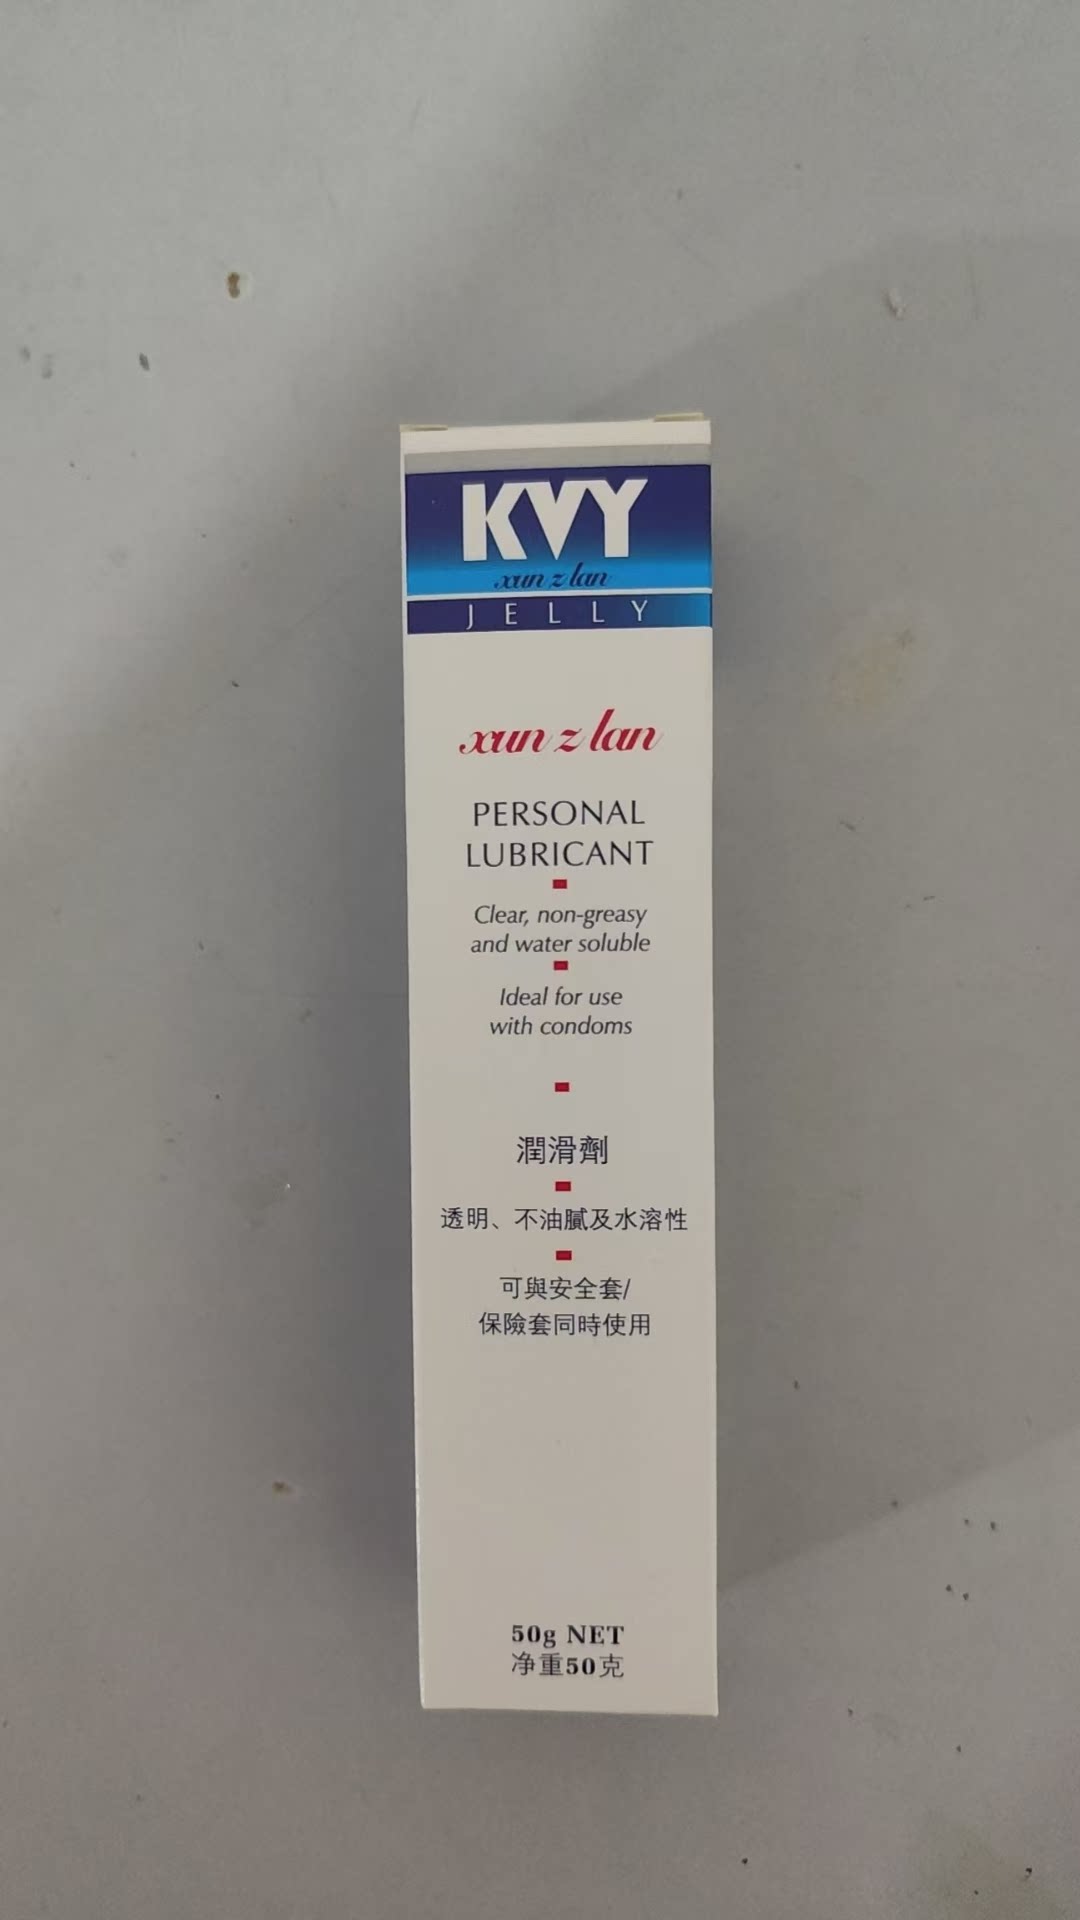 KVY
xun z lan
JELLY
xun z lan
PERSONAL
LUBRICANT
Clear, non-greasy
and water soluble
Ideal for use
with condoms
潤滑劑
透明、不油膩及水溶性
可與安全套/
保險套同時使用
50g NET
净重50克